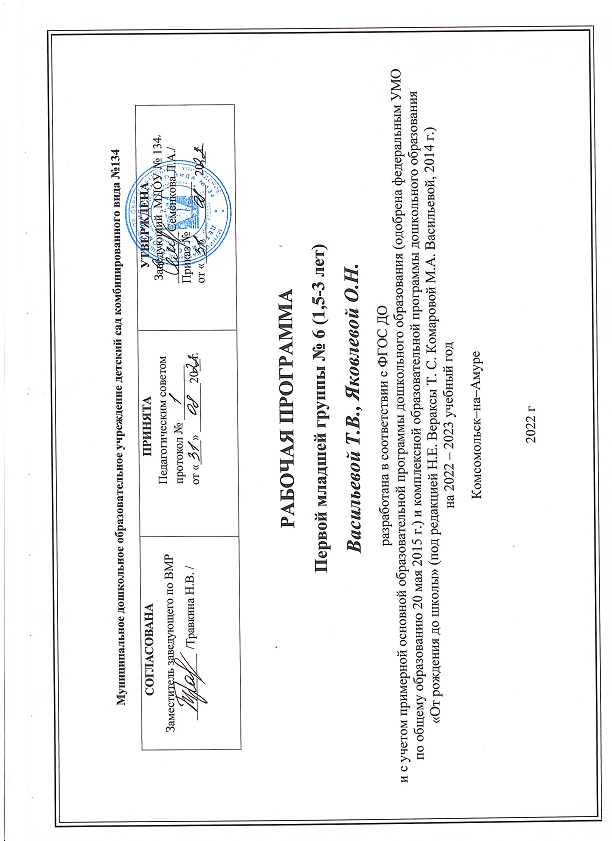 Муниципальное дошкольное образовательное учреждение детский сад комбинированного вида №134
СОГЛАСОВАНА
Заместитель заведующего по ВМР
/Травкина Н.В. /
ПРИНЯТА
Педагогическим советом
протокол № 1
от « 31 » 08 20
УТВЕРЖДЕНА
Заведующий МДОУ № 134
Семенкова Л.А./
Приказ №
от « 08 20
РАБОЧАЯ ПРОГРАММА
Первой младшей группы № 6 (1,5-3 лет)
Васильевой Т.В., Яковлевой О.Н.
разработана в соответствии с ФГОС ДО
и с учетом примерной основной образовательной программы дошкольного образования (одобрена федеральным УМО
по общему образованию 20 мая 2015 г.) и комплексной образовательной программы дошкольного образования
«От рождения до школы» (под редакцией Н.Е. Вераксы Т. С. Комаровой М.А. Васильевой, 2014 г.)
на 2022 – 2023 учебный год
Комсомольск–на–Амуре
2022 г